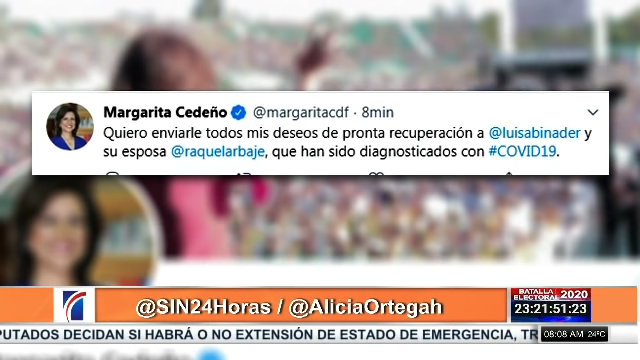 Margarita Cedeño @margaritacdf · 8min
Quiero enviarle todos mis deseos de pronta recuperación a @luisabinader y
su esposa @raquelarbaje, que han sido diagnosticados con
#COVID19.
@SIN24Horas / @AliciaOrtegah
BATALLA
ELECTORAL 2020
23:21:51:23
PUTADOS DECIDAN SI HABRÁ O NO EXTENSIÓN DE ESTADO DE EMERGENCIA, TR
08:08 AM 24°C